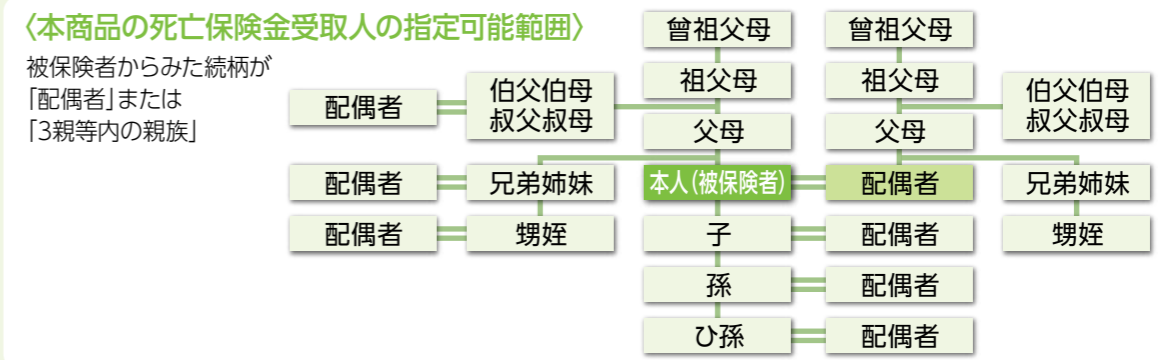 〈本商品の死亡保険金受取人の指定可能範囲〉
被保険者からみた続柄が
「配偶者」または
「3親等内の親族」
曾祖父母
曾祖父母
祖父母
祖父母
配偶者
伯父伯母
叔父叔母
伯父伯母
叔父叔母
父母
父母
配偶者
兄弟姉妹
本人(被保険者)
配偶者
兄弟姉妹
配偶者
甥姪
子
配偶者
甥姪
孫
配偶者
ひ孫
配偶者